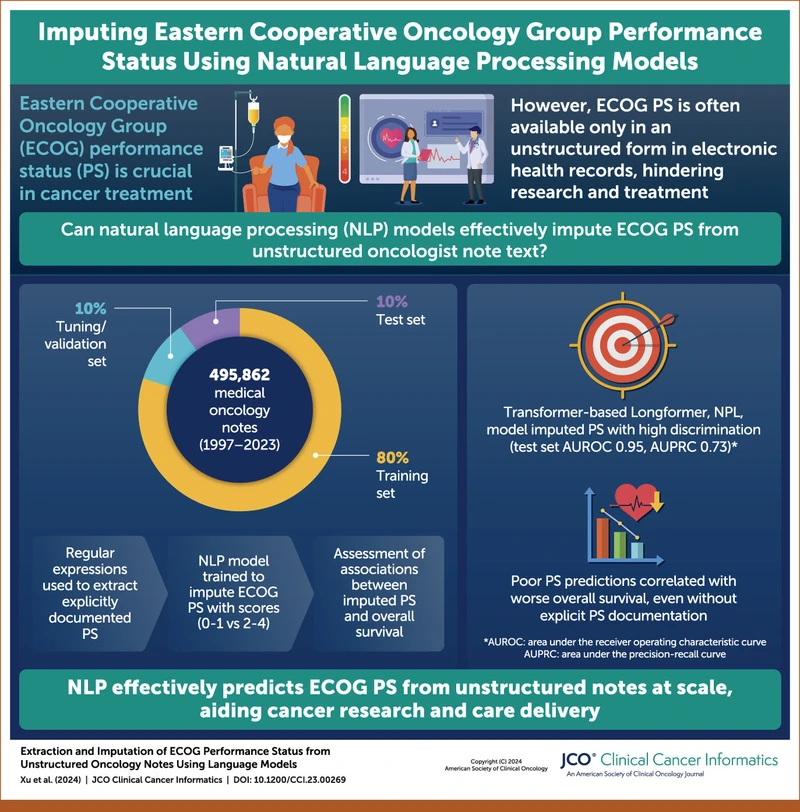 Imputing Eastern Cooperative Oncology Group Performance
Status Using Natural Language Processing Models
Eastern Cooperative
Oncology Group
(ECOG) performance
status (PS) is crucial
in cancer treatment
1
2
3
4
However, ECOG PS is often
available only in an
unstructured form in electronic
health records, hindering
research and treatment
Can natural language processing (NLP) models effectively impute ECOG PS from
unstructured oncologist note text?
10%
Tuning/
validation
set
10%
Test set
495,862
medical
oncology
notes
(1997–2023)
80%
Training
set
Regular
expressions
used to extract
explicitly
documented
PS
NLP model
trained to
impute ECOG
PS with scores
(0-1 vs 2-4)
Assessment of
associations
between
imputed PS
and overall
survival
Transformer-based Longformer, NPL,
model imputed PS with high discrimination
(test set AUROC 0.95, AUPRC 0.73)*
Poor PS predictions correlated with
worse overall survival, even without
explicit PS documentation
*AUROC: area under the receiver operating characteristic curve
AUPRC: area under the precision-recall curve
NLP effectively predicts ECOG PS from unstructured notes at scale,
aiding cancer research and care delivery
Extraction and Imputation of ECOG Performance Status from
Unstructured Oncology Notes Using Language Models
Xu et al. (2024) | JCO Clinical Cancer Informatics | DOI: 10.1200/CCI.23.00269
Copyright (C) 2024
American Society of Clinical Oncology
JCO® Clinical Cancer Informatics
An American Society of Clinical Oncology Journal